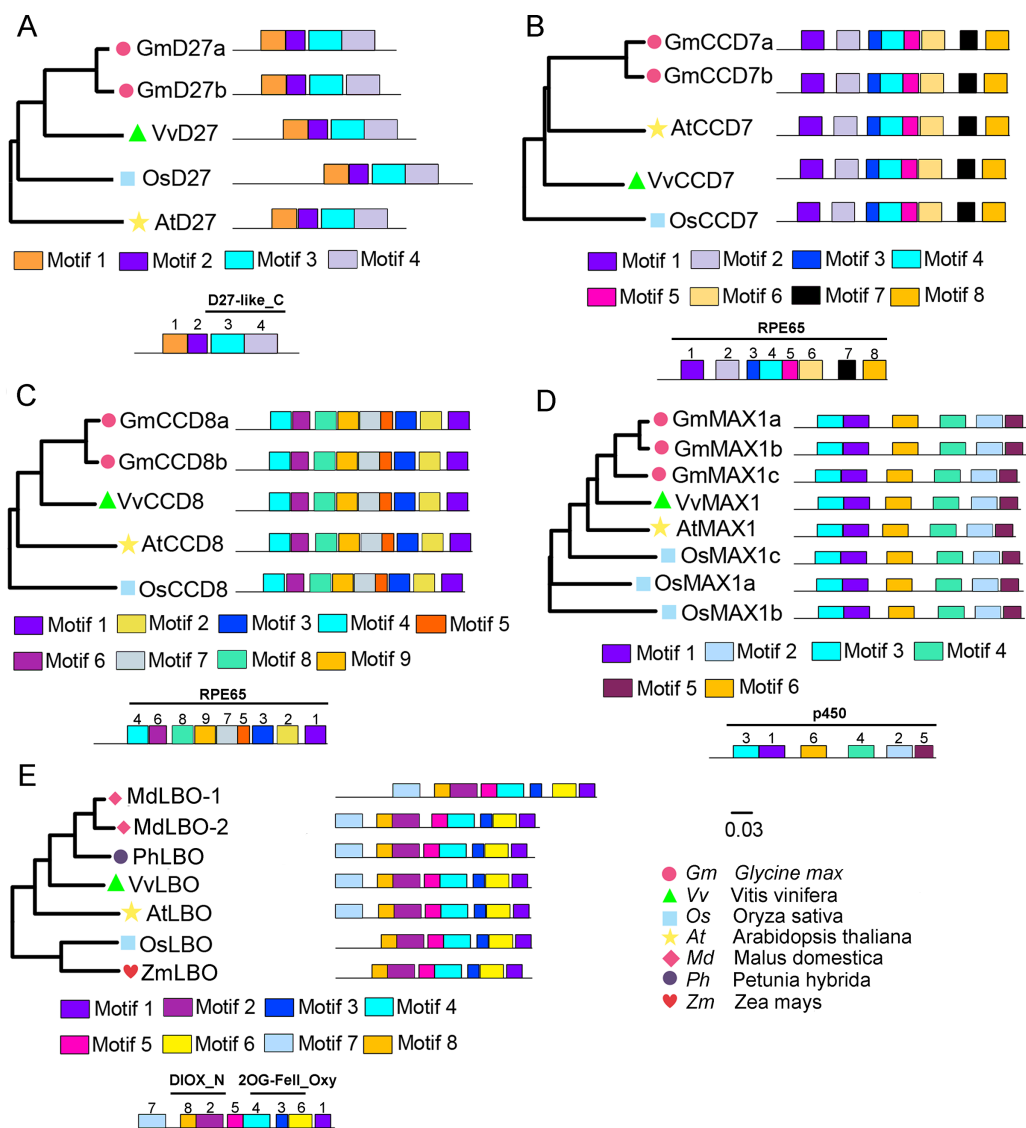 A
GmD27a
GmD27b
VvD27
OsD27
AtD27
Motif 1 Motif 2 Motif 3 Motif 4
D27-like_C
1 2 3 4
B
GmCCD7a
GmCCD7b
AtCCD7
VvCCD7
OsCCD7
Motif 1 Motif 2 Motif 3 Motif 4
Motif 5 Motif 6 Motif 7 Motif 8
RPE65
1 2 3 4 5 6 7 8
C
GmCCD8a
GmCCD8b
VvCCD8
AtCCD8
OsCCD8
Motif 1 Motif 2 Motif 3 Motif 4 Motif 5
Motif 6 Motif 7 Motif 8 Motif 9
RPE65
4 6 8 9 7 5 3 2 1
D
GmMAX1a
GmMAX1b
GmMAX1c
VvMAX1
AtMAX1
OsMAX1c
OsMAX1a
OsMAX1b
Motif 1 Motif 2 Motif 3 Motif 4
Motif 5 Motif 6
p450
3 1 6 4 2 5
E
MdLBO-1
MdLBO-2
PhLBO
VvLBO
AtLBO
OsLBO
ZmLBO
Motif 1 Motif 2 Motif 3 Motif 4
Motif 5 Motif 6 Motif 7 Motif 8
DIOX_N 2OG-FeII_Oxy
7 8 2 5 4 3 6 1
0.03
Gm Glycine max
Vv Vitis vinifera
Os Oryza sativa
At Arabidopsis thaliana
Md Malus domestica
Ph Petunia hybrida
Zm Zea mays